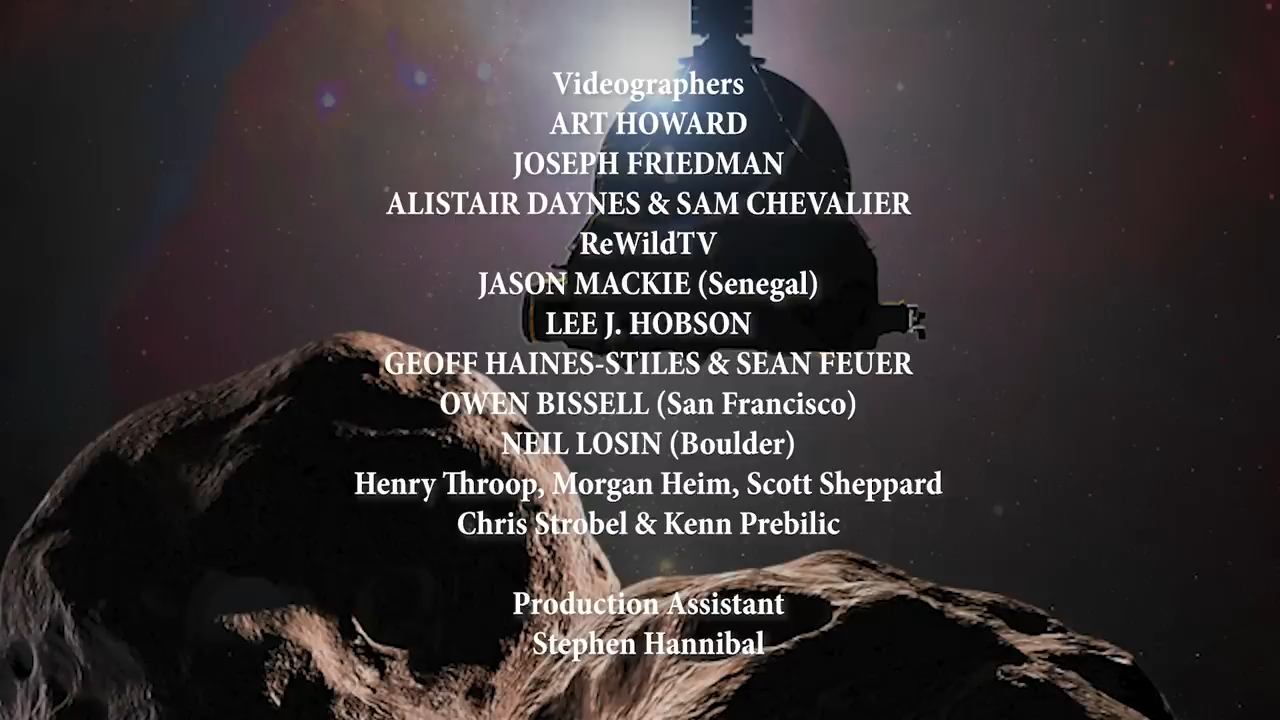 Videographers
ART HOWARD
JOSEPH FRIEDMAN
ALISTAIR DAYNES & SAM CHEVALIER
ReWildTV
JASON MACKIE (Senegal)
LEE J. HOBSON
GEOFF HAINES-STILES & SEAN FEUER
OWEN BISSELL (San Francisco)
NEIL LOSIN (Boulder)
Henry Throop, Morgan Heim, Scott Sheppard
Chris Strobel & Kenn Prebilic
Production Assistant
Stephen Hannibal